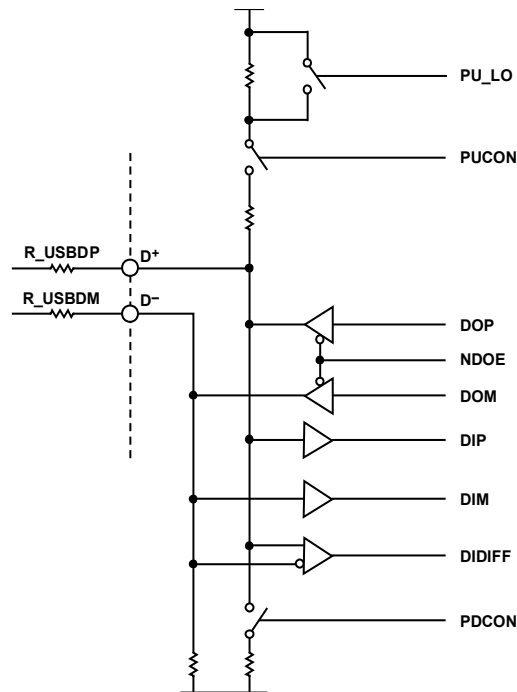 PU_LO
PUCON
R_USBDP
D+
R_USBDM
D−
DOP
NDOE
DOM
DIP
DIM
DIDIFF
PDCON